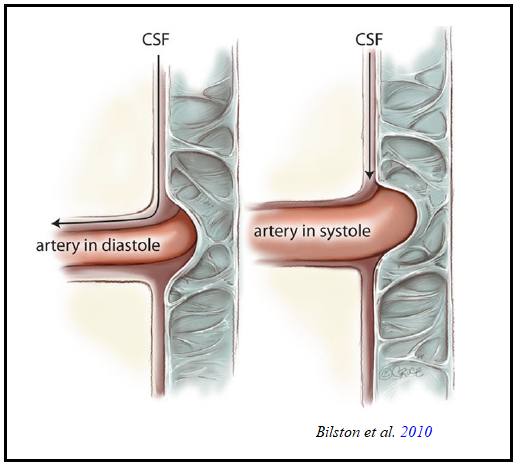 CSF
CSF
artery in diastole
artery in systole
Bilston et al. 2010